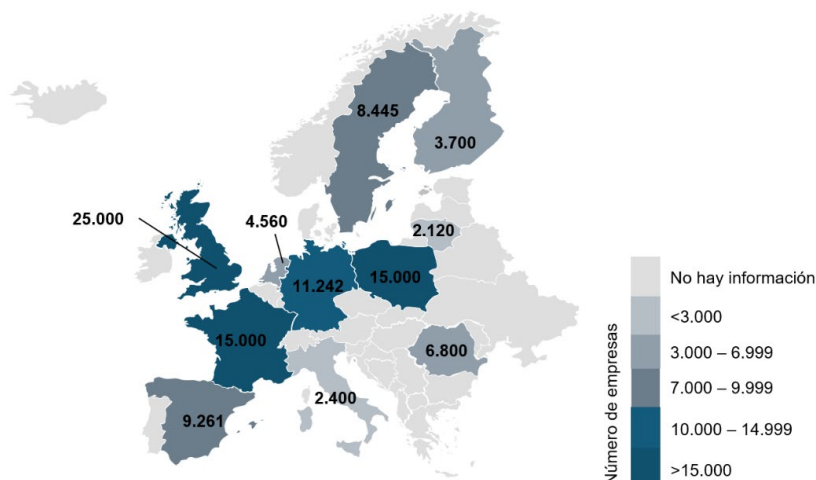 8.445
3.700
25.000
4.560
2.120
11.242
15.000
15.000
6.800
2.400
9.261
Número de empresas
No hay información
<3.000
3.000 – 6.999
7.000 – 9.999
10.000 – 14.999
>15.000